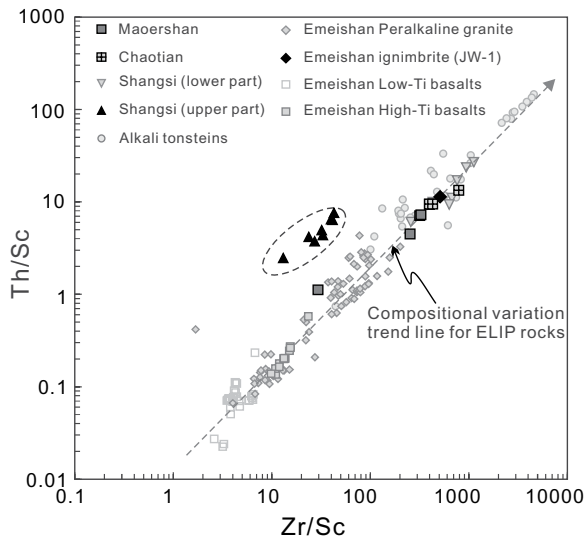 1000
100
10
1
0.1
0.01
Th/Sc
Maoershan
Chaotian
Shangsi (lower part)
Shangsi (upper part)
Alkali tonsteins
Emeishan Peralkaline granite
Emeishan ignimbrite (JW-1)
Emeishan Low-Ti basalts
Emeishan High-Ti basalts
Compositional variation
trend line for ELIP rocks
0.1
1
10
100
1000
10000
Zr/Sc